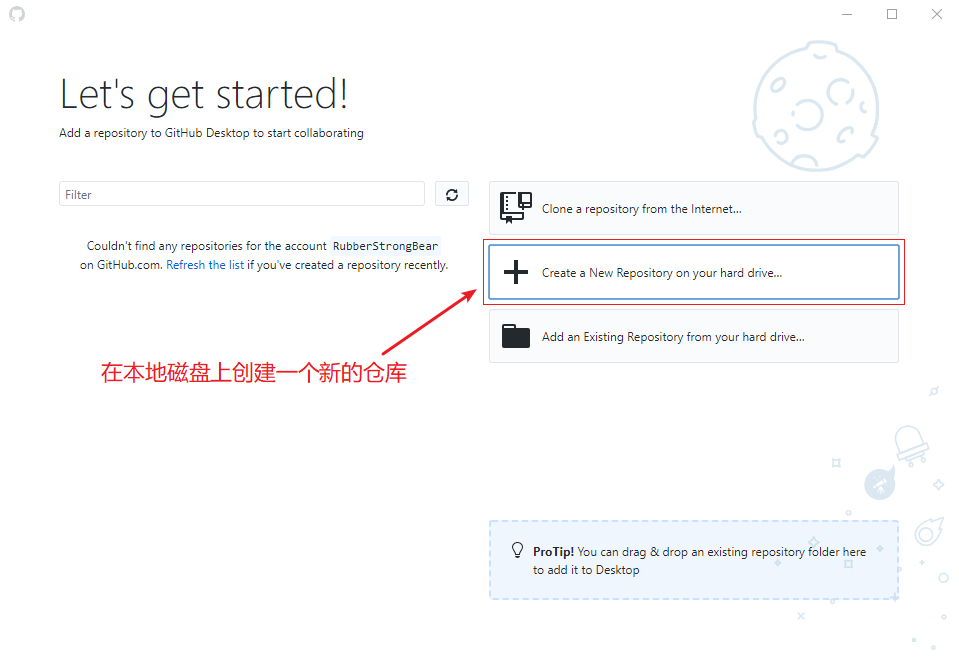 Let's get started!
Add a repository to GitHub Desktop to start collaborating
Filter
Couldn't find any repositories for the account RubberStrongBear
on GitHub.com. Refresh the list if you've created a repository recently.
Clone a repository from the Internet...
Create a New Repository on your hard drive...
Add an Existing Repository from your hard drive...
在本地磁盘上创建一个新的仓库
ProTip! You can drag & drop an existing repository folder here
to add it to Desktop